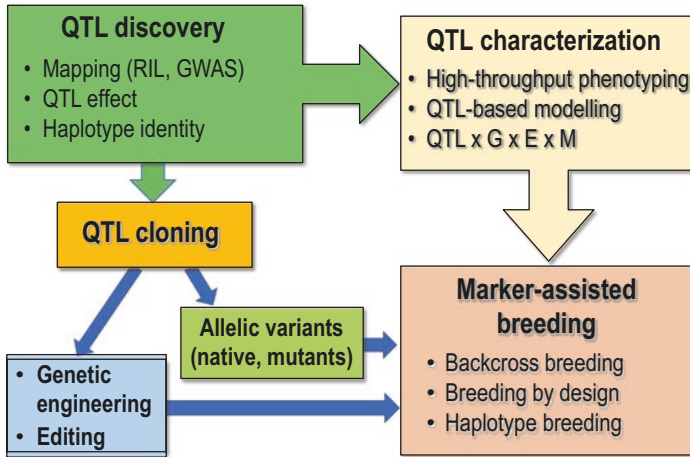 QTL discovery
• Mapping (RIL, GWAS)
• QTL effect
• Haplotype identity
QTL characterization
• High-throughput phenotyping
• QTL-based modelling
• QTL x G x E x M
QTL cloning
Allelic variants
(native, mutants)
• Genetic
engineering
• Editing
Marker-assisted
breeding
• Backcross breeding
• Breeding by design
• Haplotype breeding